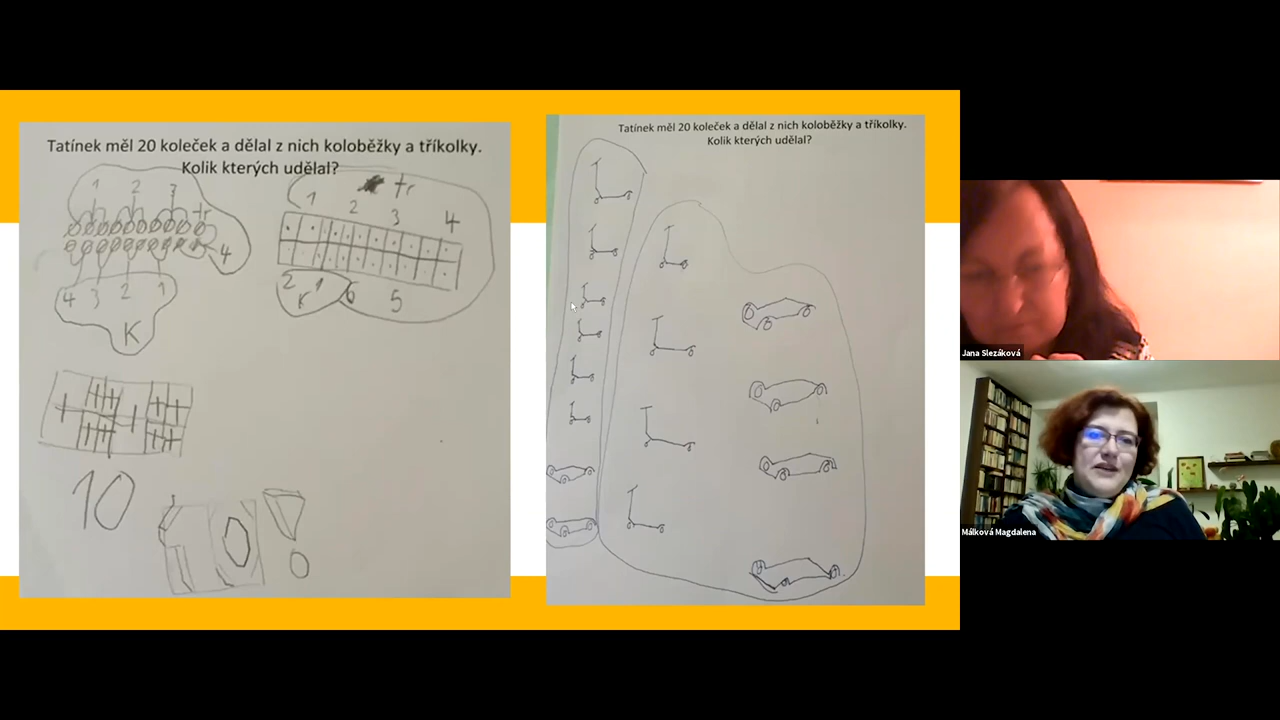 Tatínek měl 20 koleček a dělal z nich koloběžky a tříkolky.
Kolik kterých udělal?
1 2 3
tr
4
4 3 2 1
K
tr
1 2 3 4
2 1 6 5
K
10
10!
Tatínek měl 20 koleček a dělal z nich koloběžky a tříkolky.
Kolik kterých udělal?
Jana Slezáková
Málková Magdalena